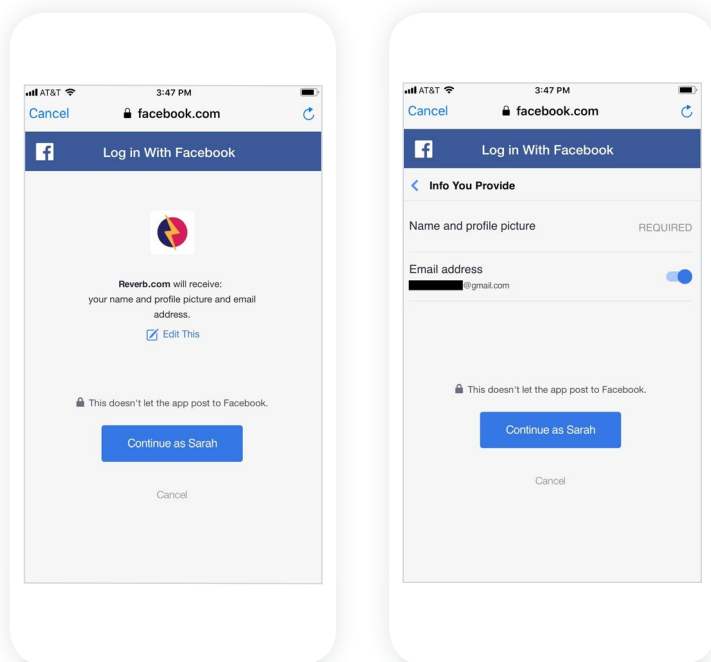 AT&T 3:47 PM
Cancel facebook.com
f Log in With Facebook
Reverb.com will receive:
your name and profile picture and email
address.
Edit This
This doesn't let the app post to Facebook.
Continue as Sarah
Cancel
AT&T 3:47 PM
Cancel facebook.com
f Log in With Facebook
Info You Provide
Name and profile picture REQUIRED
Email address
@gmail.com
This doesn't let the app post to Facebook.
Continue as Sarah
Cancel